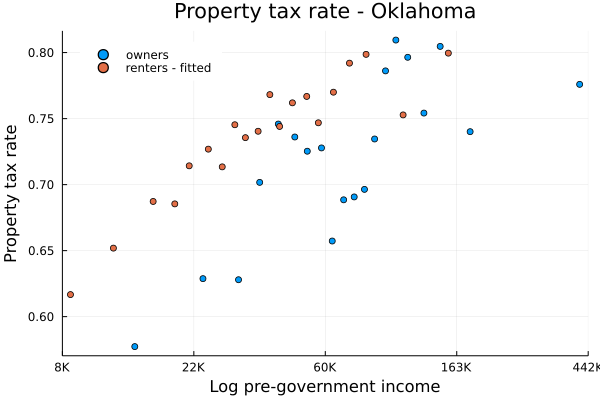 Property tax rate - Oklahoma
owners
renters - fitted
Property tax rate
0.80
0.75
0.70
0.65
0.60
8K 22K 60K 163K 442K
Log pre-government income